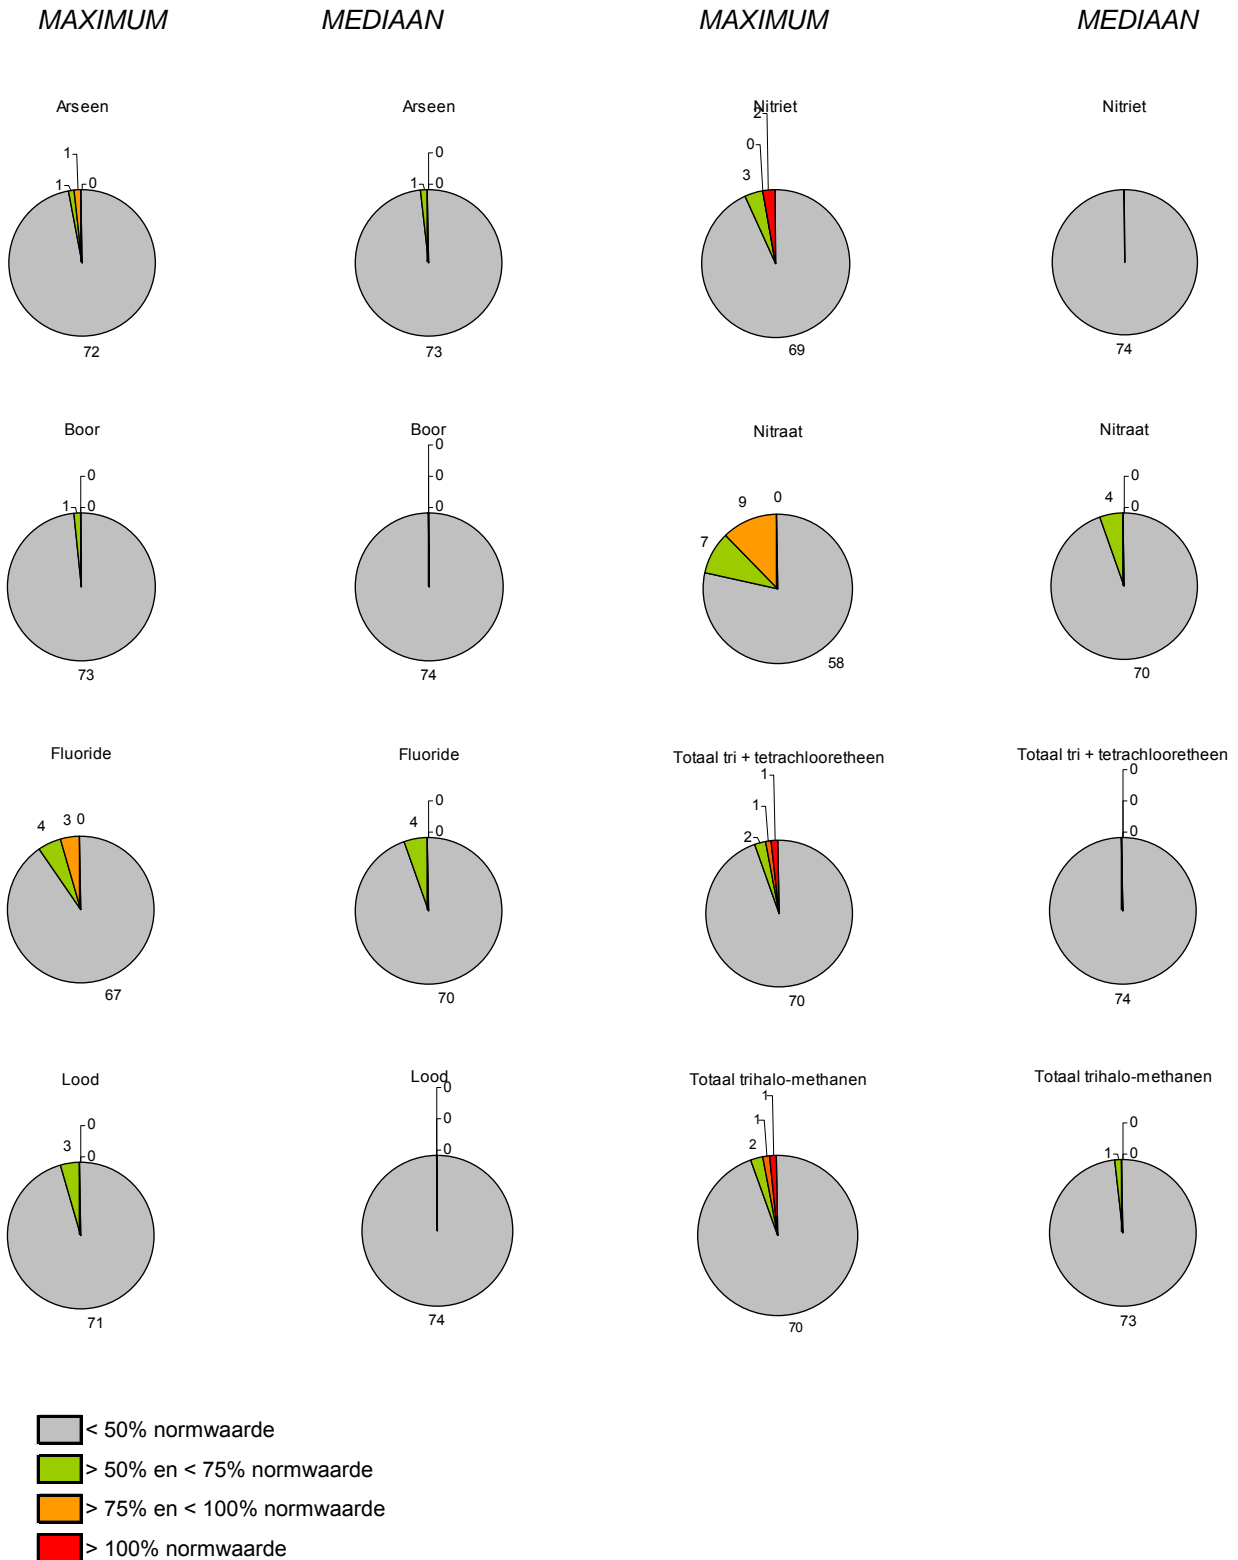 MAXIMUM MEDIAAN MAXIMUM MEDIAAN
Arseen
1
1
0
72
Arseen
0
1
0
73
Nitriet
2
0
3
69
Nitriet
74
Boor
0
1
0
73
Boor
0
0
0
74
Nitraat
9
0
7
58
Nitraat
0
4
0
70
Fluoride
4
3
0
67
Fluoride
0
4
0
70
Totaal tri + tetrachlooretheen
1
1
2
70
Totaal tri + tetrachlooretheen
0
0
0
74
Lood
0
3
0
71
Lood
0
0
0
74
Totaal trihalo-methanen
1
1
2
70
Totaal trihalo-methanen
0
1
0
73
< 50% normwaarde
> 50% en < 75% normwaarde
> 75% en < 100% normwaarde
> 100% normwaarde